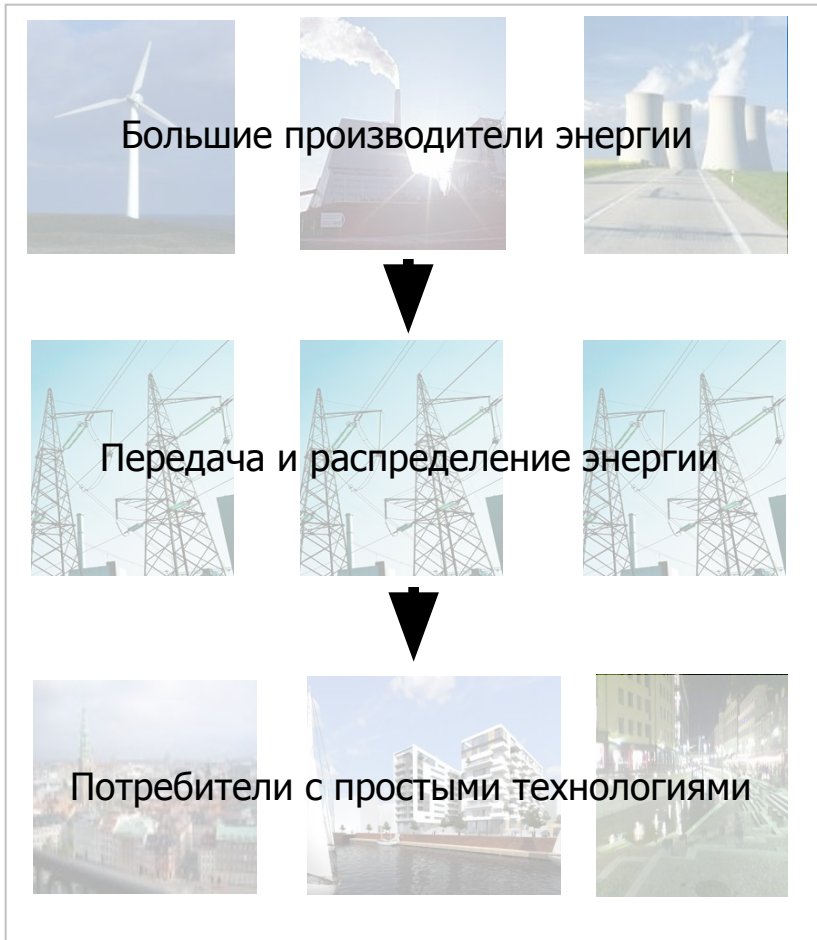 Большие производители энергии
Передача и распределение энергии
Потребители с простыми технологиями